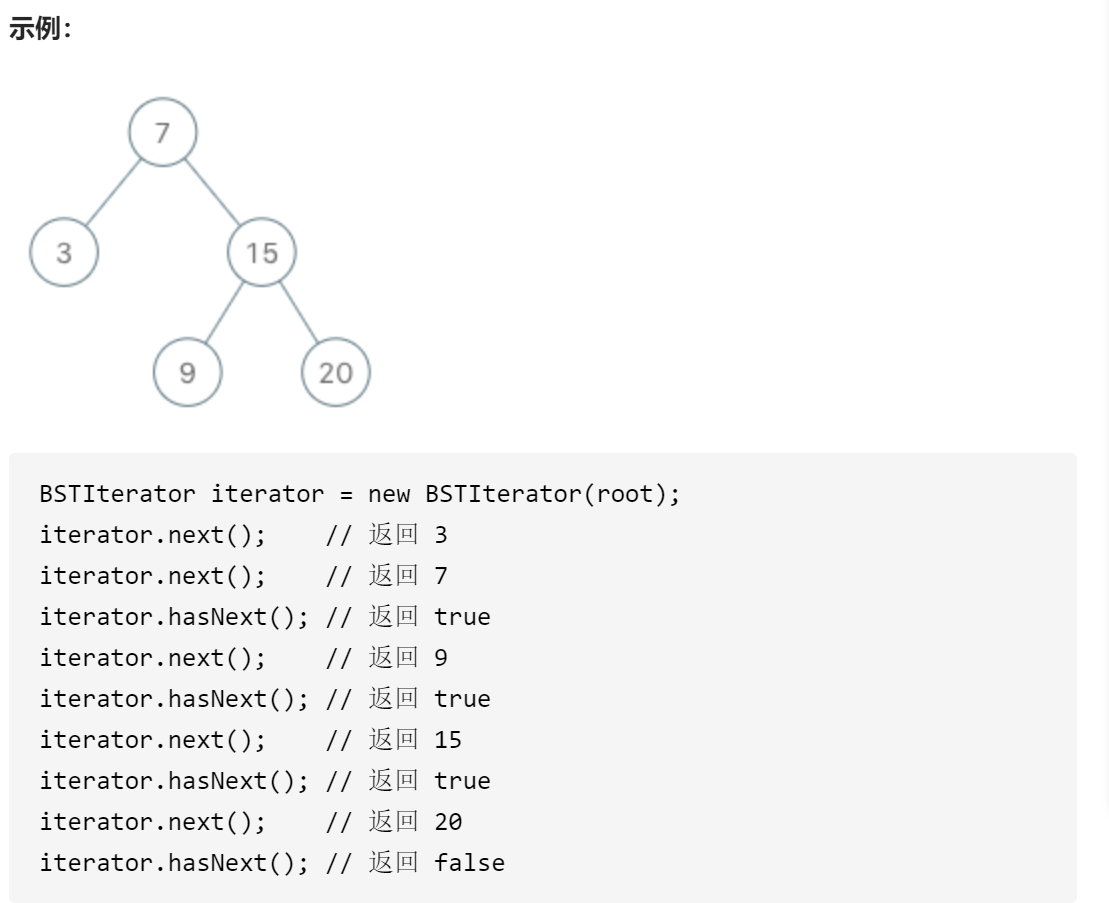 示例：
7
3
15
9
20
BSTIterator iterator = new BSTIterator(root);
iterator.next();    // 返回 3
iterator.next();    // 返回 7
iterator.hasNext(); // 返回 true
iterator.next();    // 返回 9
iterator.hasNext(); // 返回 true
iterator.next();    // 返回 15
iterator.hasNext(); // 返回 true
iterator.next();    // 返回 20
iterator.hasNext(); // 返回 false